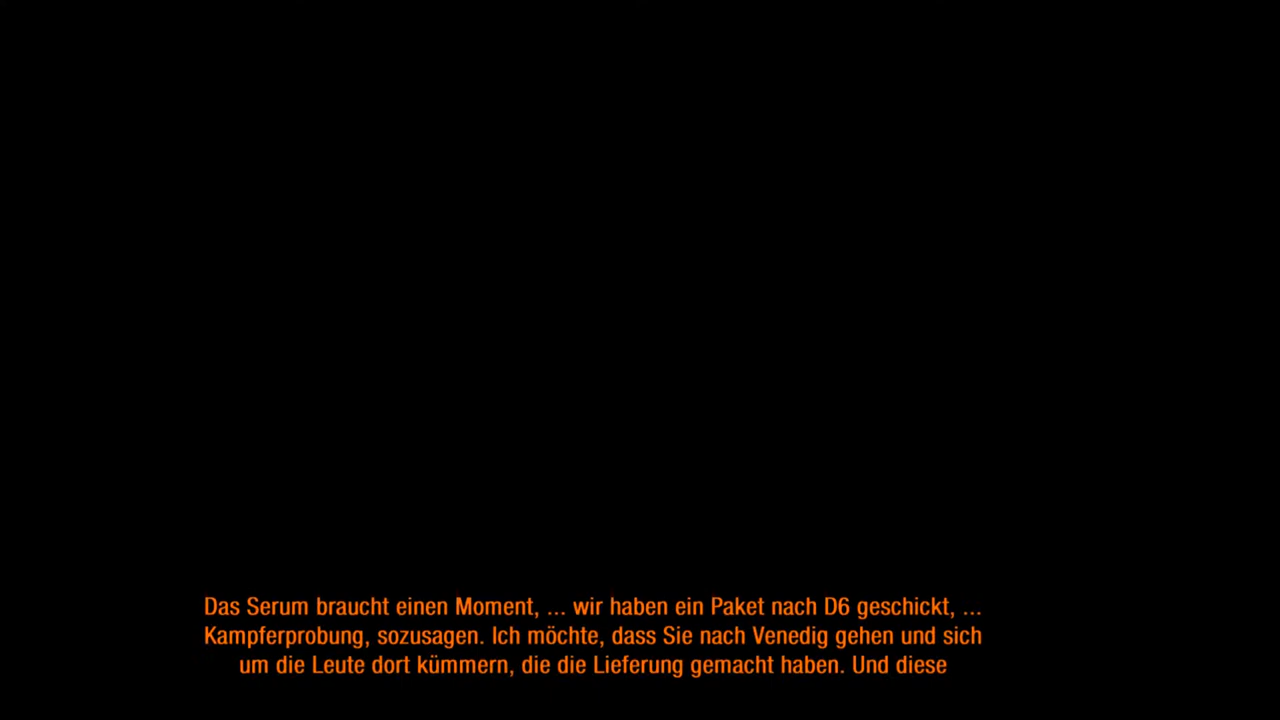 Das Serum braucht einen Moment, ... wir haben ein Paket nach D6 geschickt, ...
Kampferprobung, sozusagen. Ich möchte, dass Sie nach Venedig gehen und sich
um die Leute dort kümmern, die die Lieferung gemacht haben. Und diese